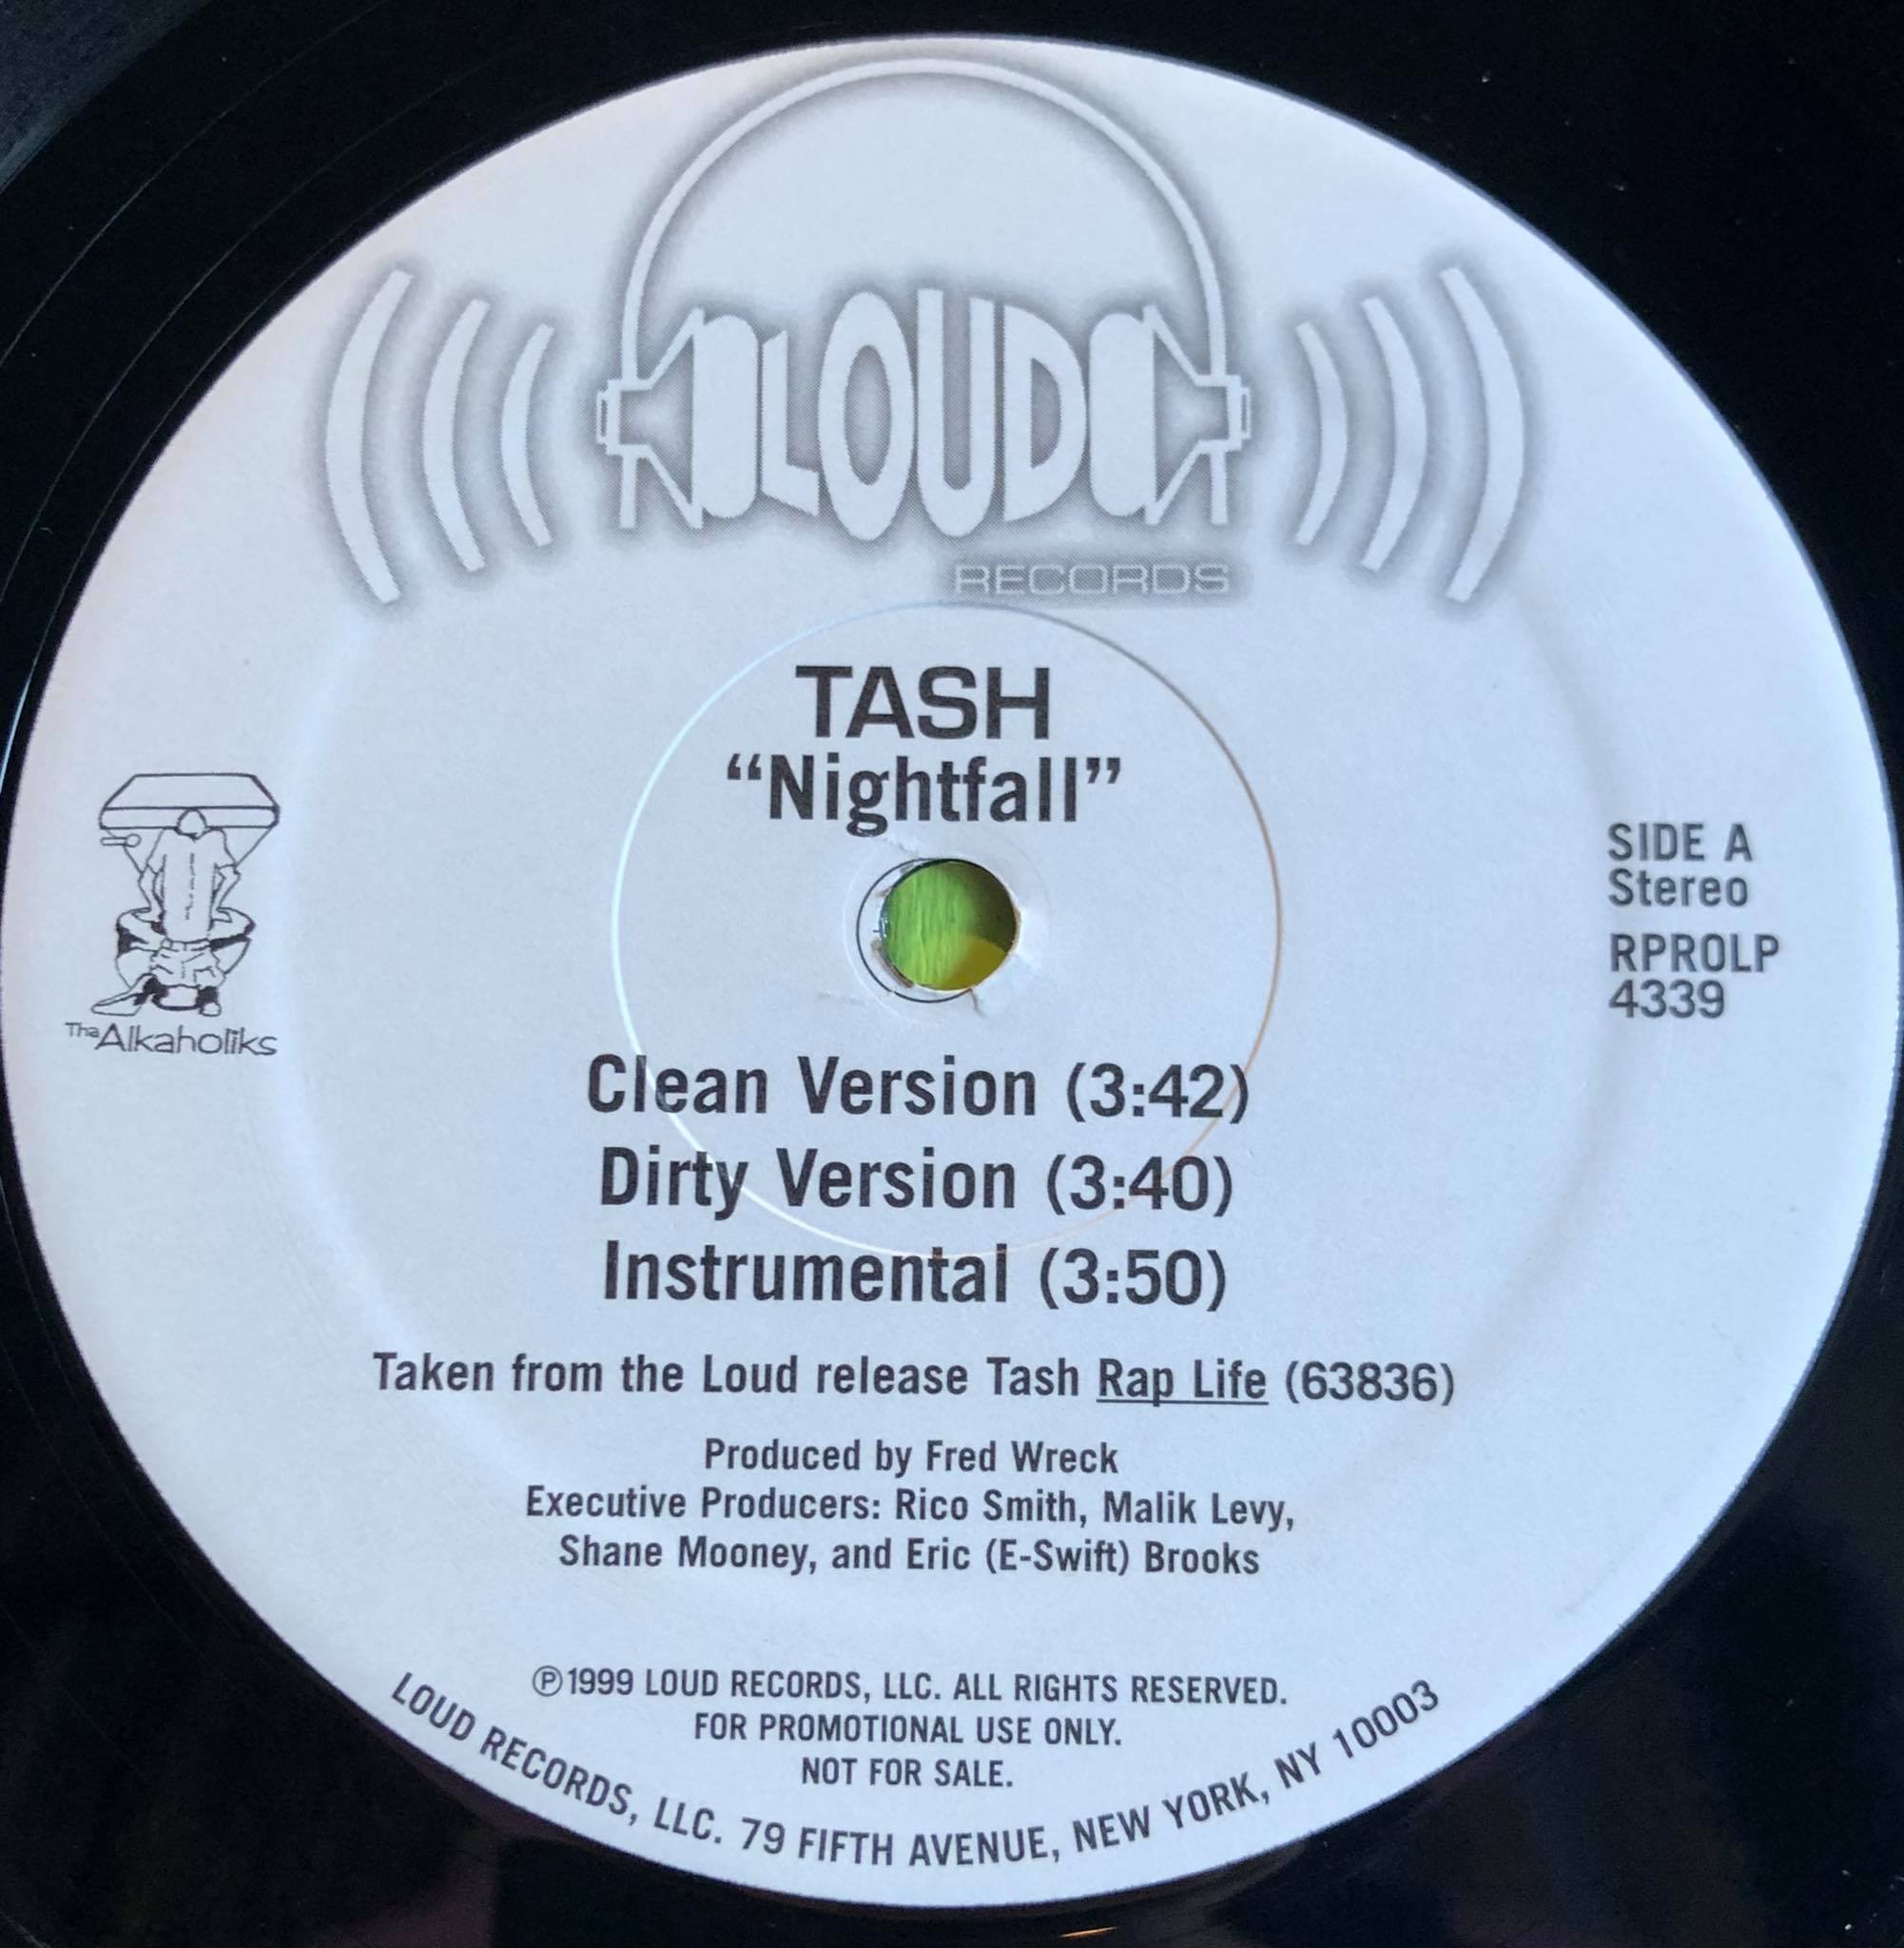 LOUD
RECORDS
TASH
“Nightfall”
SIDE A
Stereo
RPROLP
4339
Tha Alkaholiks
Clean Version (3:42)
Dirty Version (3:40)
Instrumental (3:50)
Taken from the Loud release Tash Rap Life (63836)
Produced by Fred Wreck
Executive Producers: Rico Smith, Malik Levy,
Shane Mooney, and Eric (E-Swift) Brooks
℗1999 LOUD RECORDS, LLC. ALL RIGHTS RESERVED.
FOR PROMOTIONAL USE ONLY.
NOT FOR SALE.
LOUD RECORDS, LLC. 79 FIFTH AVENUE, NEW YORK, NY 10003